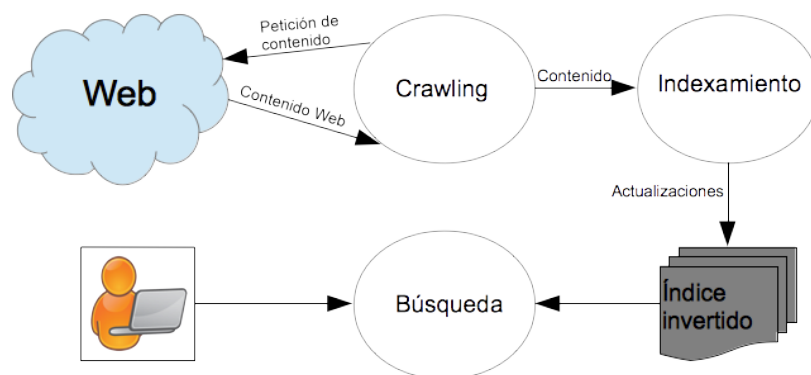 Petición de
contenido
Web
Contenido Web
Crawling
Contenido
Indexamiento
Actualizaciones
Búsqueda
Índice
invertido